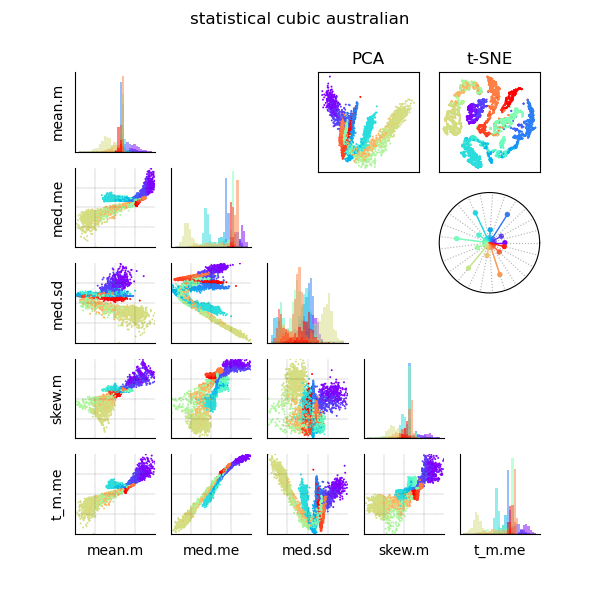 statistical cubic australian
PCA
t-SNE
mean.m
med.me
med.sd
skew.m
t_m.me
mean.m
med.me
med.sd
skew.m
t_m.me